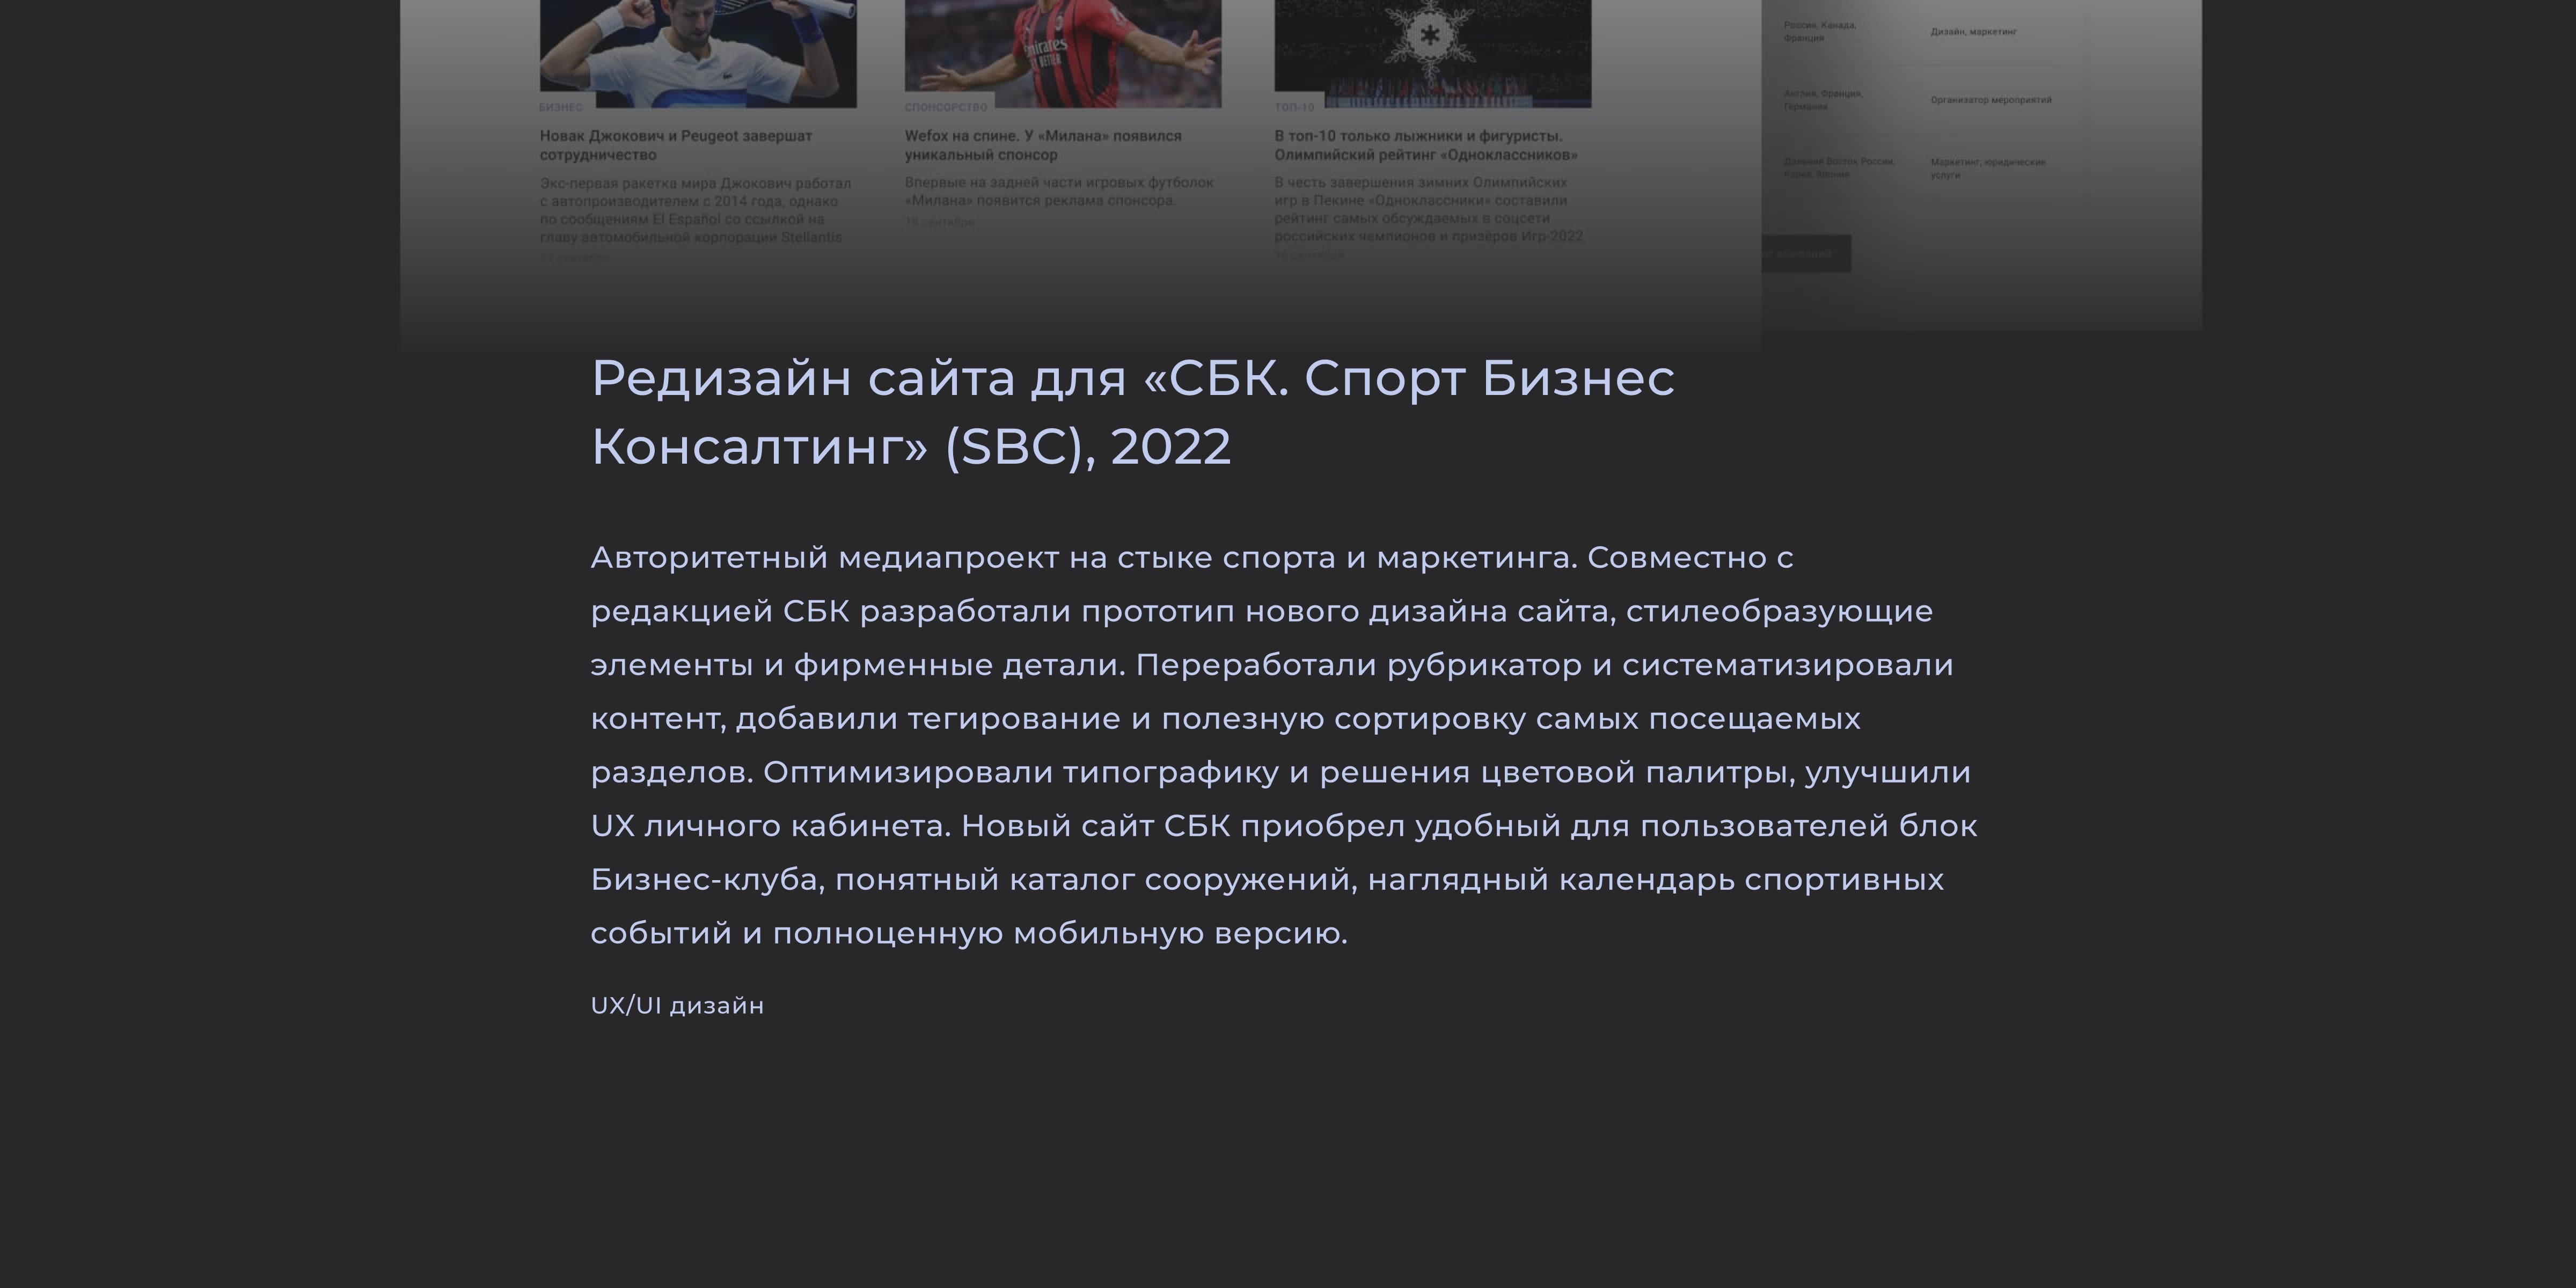 Россия, Канада,
Франция
Дизайн, маркетинг
Emirates
BETTER
БИЗНЕС
СПОНСОРСТВО
ТОП-10
Англия, Франция,
Германия
Организатор мероприятий
Новак Джокович и Peugeot завершат
сотрудничество
Wefox на спине. У «Милана» появился
уникальный спонсор
В топ-10 только лыжники и фигуристы.
Олимпийский рейтинг «Одноклассников»
Дальний Восток России,
Корея, Япония
Маркетинг, юридические
услуги
Экс-первая ракетка мира Джокович работал
с автопроизводителем с 2014 года, однако
по сообщениям El Español со ссылкой на
главу автомобильной корпорации Stellantis
Впервые на задней части игровых футболок
«Милана» появится реклама спонсора.
18 сентября
В честь завершения зимних Олимпийских
игр в Пекине «Одноклассники» составили
рейтинг самых обсуждаемых в соцсети
российских чемпионов и призёров Игр-2022
Редизайн сайта для «СБК. Спорт Бизнес
Консалтинг» (SBC), 2022
Авторитетный медиапроект на стыке спорта и маркетинга. Совместно с
редакцией СБК разработали прототип нового дизайна сайта, стилеобразующие
элементы и фирменные детали. Переработали рубрикатор и систематизировали
контент, добавили тегирование и полезную сортировку самых посещаемых
разделов. Оптимизировали типографику и решения цветовой палитры, улучшили
UX личного кабинета. Новый сайт СБК приобрел удобный для пользователей блок
Бизнес-клуба, понятный каталог сооружений, наглядный календарь спортивных
событий и полноценную мобильную версию.
UX/UI дизайн